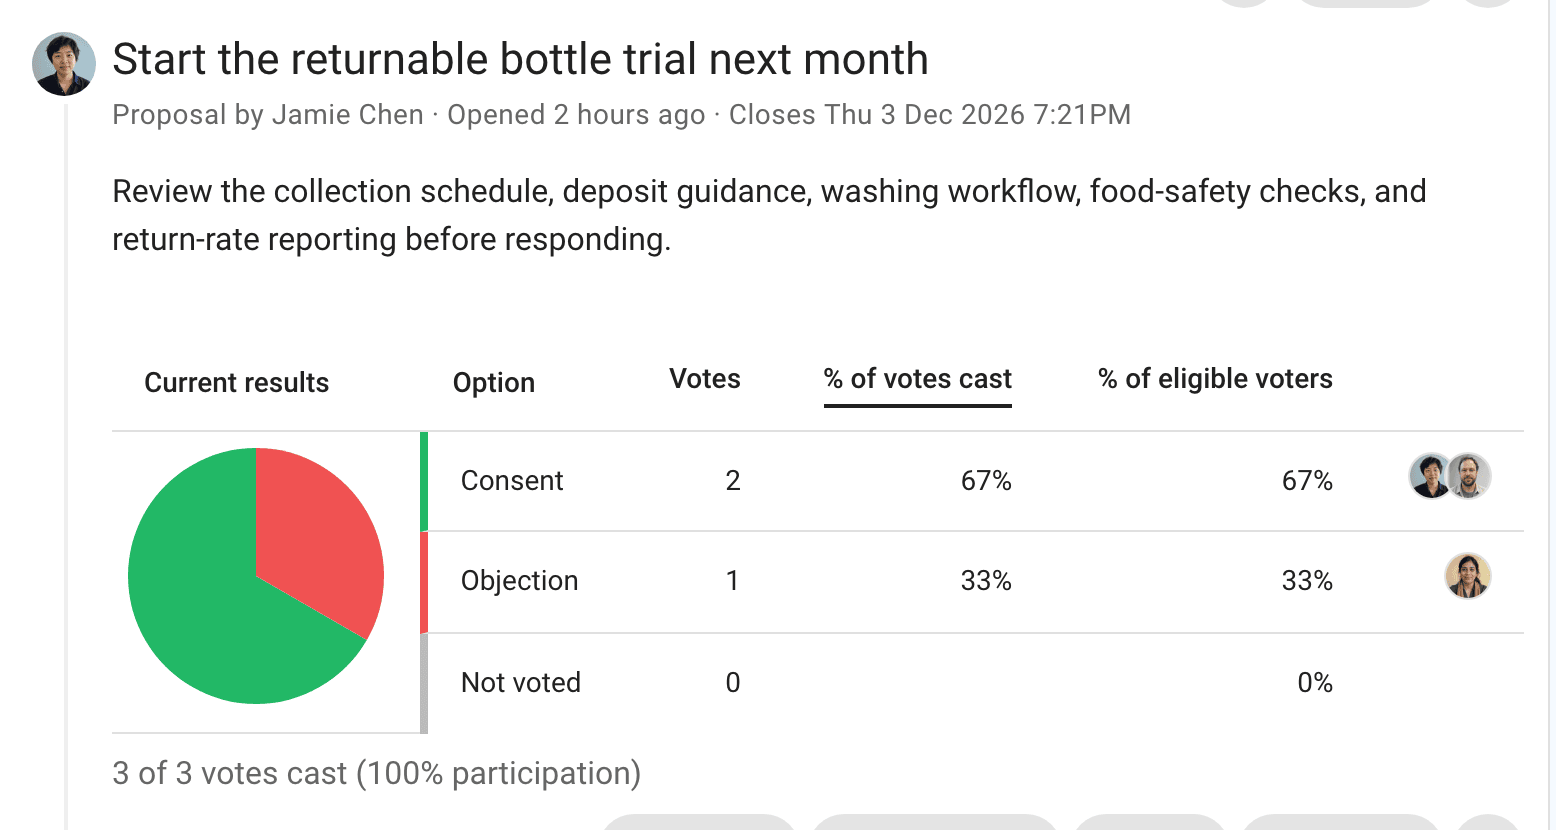 Start the returnable bottle trial next month
Proposal by Jamie Chen · Opened 2 hours ago · Closes Thu 3 Dec 2026 7:21PM
Review the collection schedule, deposit guidance, washing workflow, food-safety checks, and
return-rate reporting before responding.
Current results Option Votes % of votes cast % of eligible voters
Consent 2 67% 67%
Objection 1 33% 33%
Not voted 0 0%
3 of 3 votes cast (100% participation)